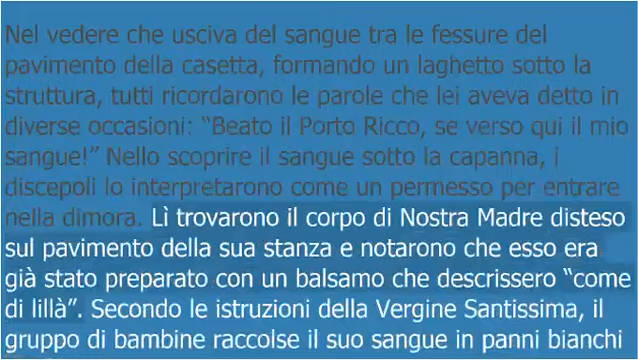 Nel vedere che usciva del sangue tra le fessure del
pavimento della casetta, formando un laghetto sotto la
struttura, tutti ricordarono le parole che lei aveva detto in
diverse occasioni: “Beato il Porto Ricco, se verso qui il mio
sangue!” Nello scoprire il sangue sotto la capanna, i
discepoli lo interpretarono come un permesso per entrare
nella dimora. Lì trovarono il corpo di Nostra Madre disteso
sul pavimento della sua stanza e notarono che esso era
già stato preparato con un balsamo che descrissero “come
di lillà”. Secondo le istruzioni della Vergine Santissima, il
gruppo di bambine raccolse il suo sangue in panni bianchi